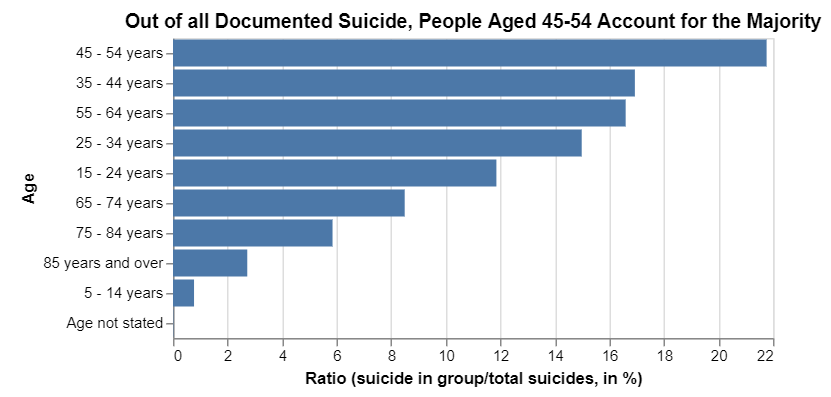 Out of all Documented Suicide, People Aged 45-54 Account for the Majority
45 - 54 years
35 - 44 years
55 - 64 years
25 - 34 years
15 - 24 years
65 - 74 years
75 - 84 years
85 years and over
5 - 14 years
Age not stated
Age
0 2 4 6 8 10 12 14 16 18 20 22
Ratio (suicide in group/total suicides, in %)